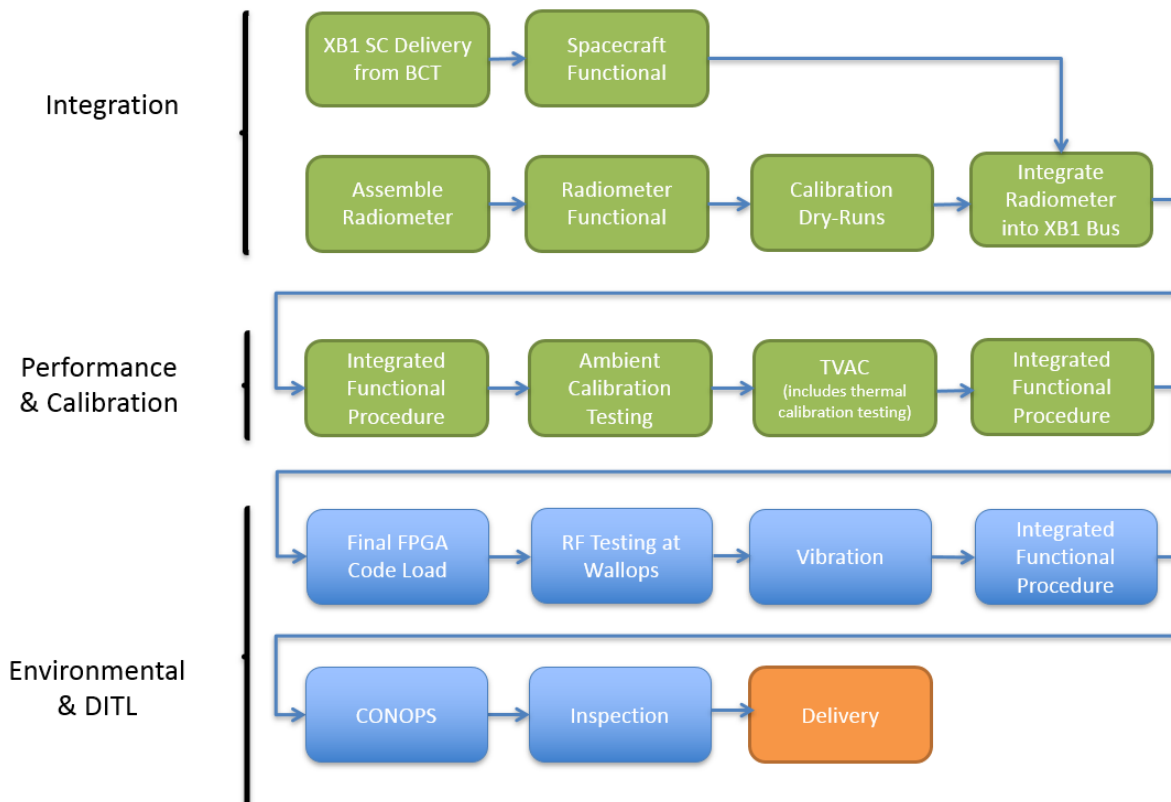 Integration
XB1 SC Delivery
from BCT
Spacecraft
Functional
Assemble
Radiometer
Radiometer
Functional
Calibration
Dry-Runs
Integrate
Radiometer
into XB1 Bus
Performance
& Calibration
Integrated
Functional
Procedure
Ambient
Calibration
Testing
TVAC
(includes thermal
calibration testing)
Integrated
Functional
Procedure
Environmental
& DITL
Final FPGA
Code Load
RF Testing at
Wallops
Vibration
Integrated
Functional
Procedure
CONOPS
Inspection
Delivery